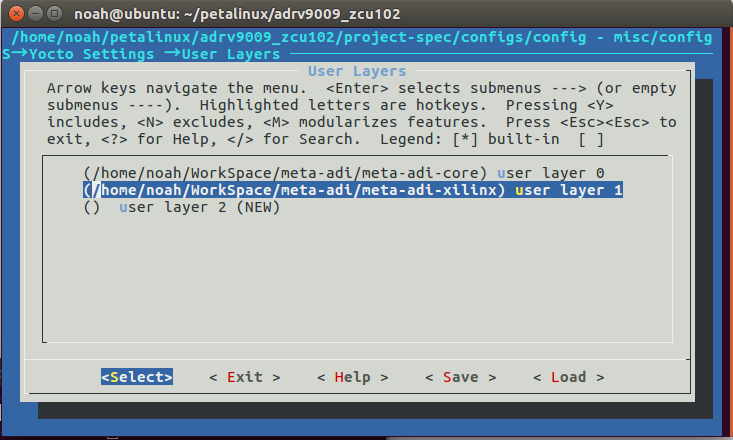 noah@ubuntu: ~/petalinux/adrv9009_zcu102
/home/noah/petalinux/adrv9009_zcu102/project-spec/configs/config - misc/config
S→Yocto Settings →User Layers
User Layers
Arrow keys navigate the menu.  <Enter> selects submenus ---> (or empty
submenus ----).  Highlighted letters are hotkeys.  Pressing <Y>
includes, <N> excludes, <M> modularizes features.  Press <Esc><Esc> to
exit, <?> for Help, </> for Search.  Legend: [*] built-in  [ ]
(/home/noah/WorkSpace/meta-adi/meta-adi-core) user layer 0
(/home/noah/WorkSpace/meta-adi/meta-adi-xilinx) user layer 1
()  user layer 2 (NEW)
<Select>    < Exit >    < Help >    < Save >    < Load >